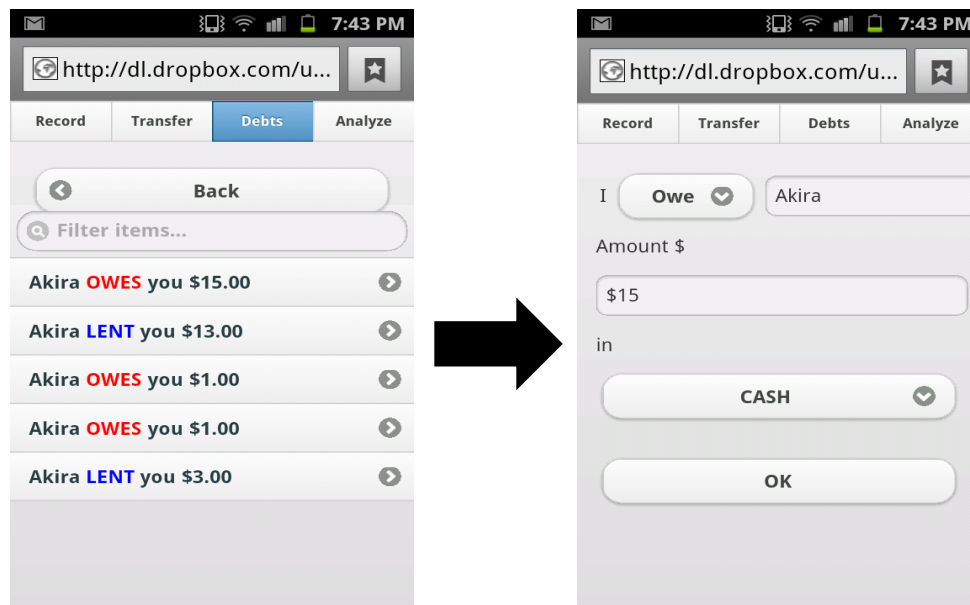 7:43 PM
http://dl.dropbox.com/u...
Record Transfer Debts Analyze
Back
Filter items...
Akira OWES you $15.00
Akira LENT you $13.00
Akira OWES you $1.00
Akira OWES you $1.00
Akira LENT you $3.00
7:43 PM
http://dl.dropbox.com/u...
Record Transfer Debts Analyze
I Owe Akira
Amount $
$15
in
CASH
OK